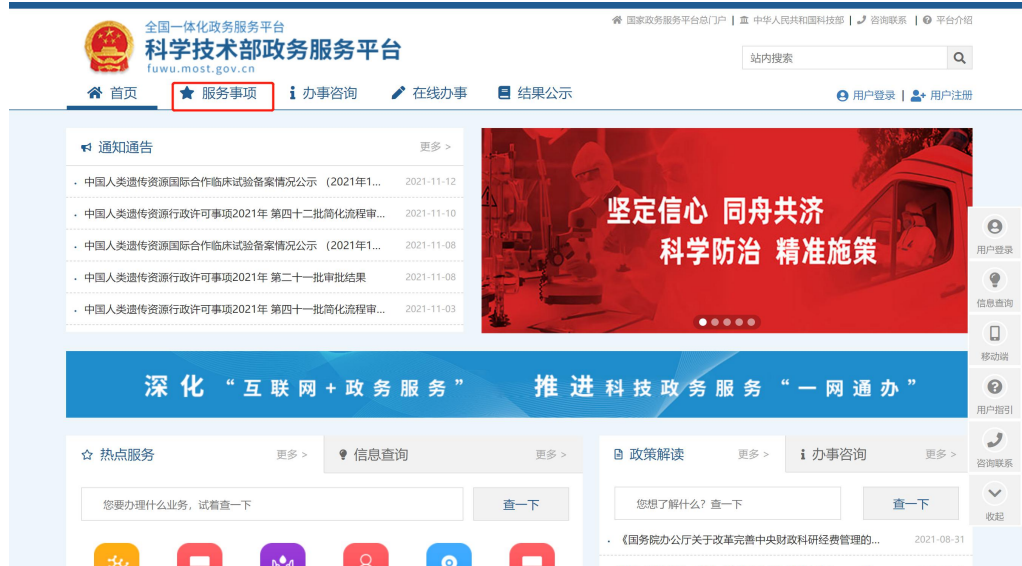 国家政务服务平台总门户 | 中华人民共和国科技部 | 咨询联系 | 平台介绍
全国一体化政务服务平台
科学技术部政务服务平台
fuwu.most.gov.cn
站内搜索
首页 服务事项 办事咨询 在线办事 结果公示
用户登录 | 用户注册
通知通告 更多 >
中国人类遗传资源国际合作临床试验备案情况公示 （2021年1... 2021-11-12
中国人类遗传资源行政许可事项2021年 第四十二批简化流程审... 2021-11-10
中国人类遗传资源国际合作临床试验备案情况公示 （2021年1... 2021-11-08
中国人类遗传资源行政许可事项2021年 第二十一批审批结果 2021-11-08
中国人类遗传资源行政许可事项2021年 第四十一批简化流程审... 2021-11-03
坚定信心 同舟共济
科学防治 精准施策
用户登录
信息查询
移动端
用户指引
咨询联系
收起
深化 “互联网+政务服务” 推进科技政务服务 “一网通办”
热点服务 更多 > 信息查询 更多 >
政策解读 更多 > 办事咨询 更多 >
您要办理什么业务，试着查一下 查一下
您想了解什么？查一下 查一下
《国务院办公厅关于改革完善中央财政科研经费管理的... 2021-08-31